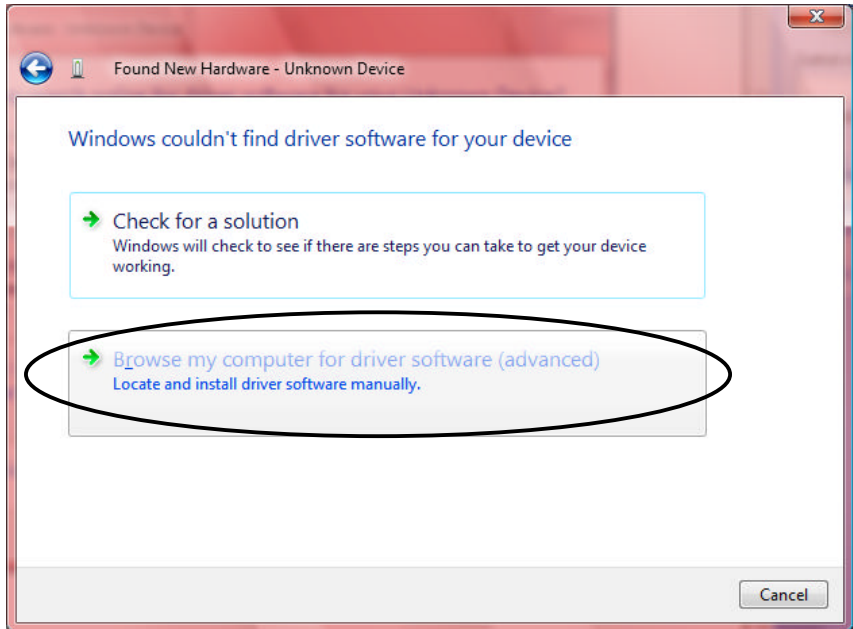 Found New Hardware - Unknown Device
Windows couldn't find driver software for your device
Check for a solution
Windows will check to see if there are steps you can take to get your device
working.
Browse my computer for driver software (advanced)
Locate and install driver software manually.
Cancel